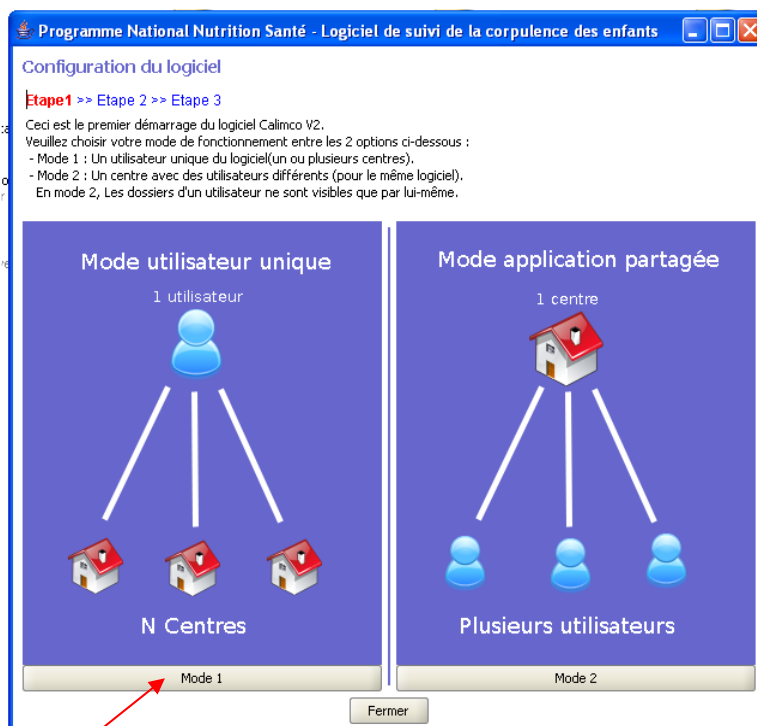 Programme National Nutrition Santé - Logiciel de suivi de la corpulence des enfants
Configuration du logiciel
Etape1 >> Etape 2 >> Etape 3
Ceci est le premier démarrage du logiciel Calimco V2.
Veuillez choisir votre mode de fonctionnement entre les 2 options ci-dessous :
- Mode 1 : Un utilisateur unique du logiciel(un ou plusieurs centres).
- Mode 2 : Un centre avec des utilisateurs différents (pour le même logiciel).
En mode 2, Les dossiers d'un utilisateur ne sont visibles que par lui-même.
Mode utilisateur unique
1 utilisateur
N Centres
Mode 1
Mode application partagée
1 centre
Plusieurs utilisateurs
Mode 2
Fermer